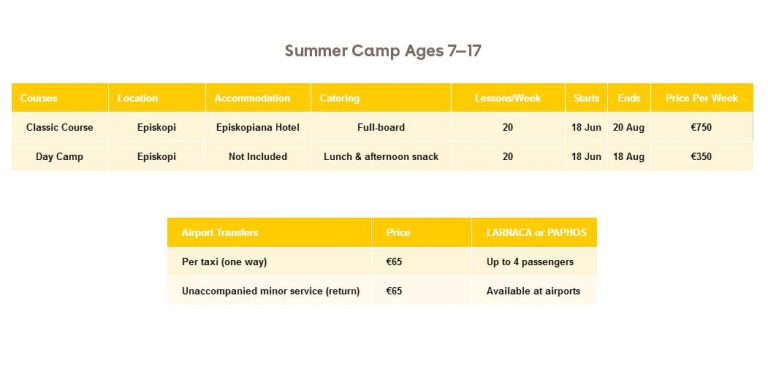 Summer Camp Ages 7–17
Courses Location Accommodation Catering Lessons/Week Starts Ends Price Per Week
Classic Course Episkopi Episkopiana Hotel Full-board 20 18 Jun 20 Aug €750
Day Camp Episkopi Not Included Lunch & afternoon snack 20 18 Jun 18 Aug €350
Airport Transfers Price LARNACA or PAPHOS
Per taxi (one way) €65 Up to 4 passengers
Unaccompanied minor service (return) €65 Available at airports